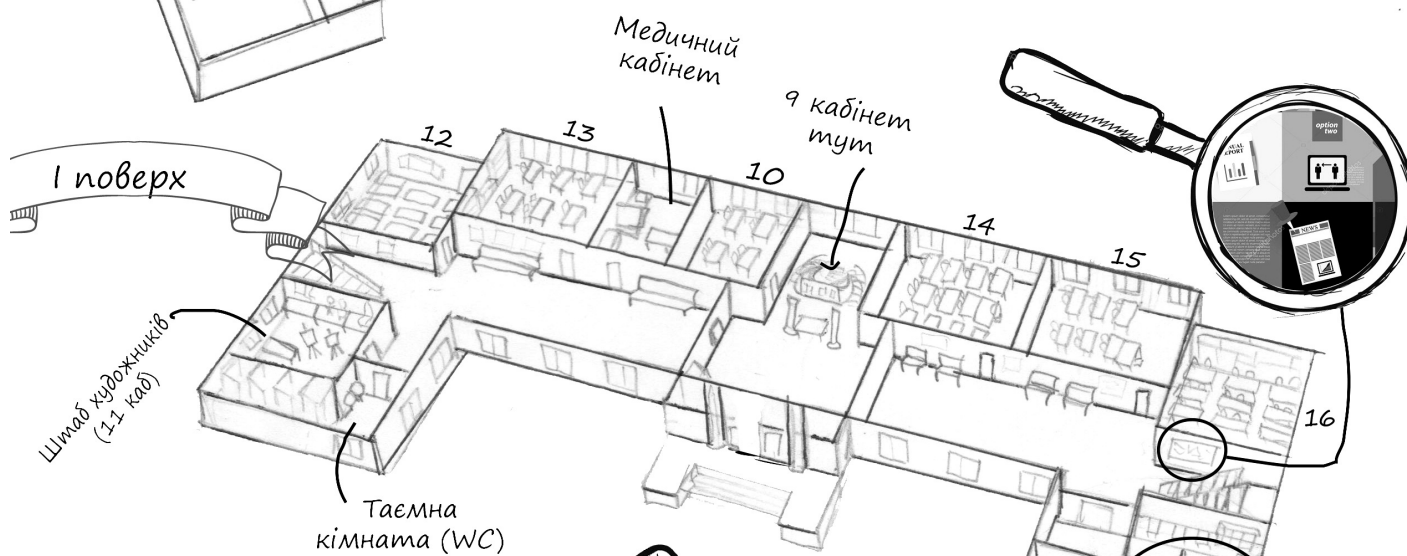 Медичний
кабінет
9 кабінет
тут
I поверх
12
13
10
14
15
16
Штаб художників
(11 каб)
Таємна
кімната (WC)
option
two
REPORT
NEWS